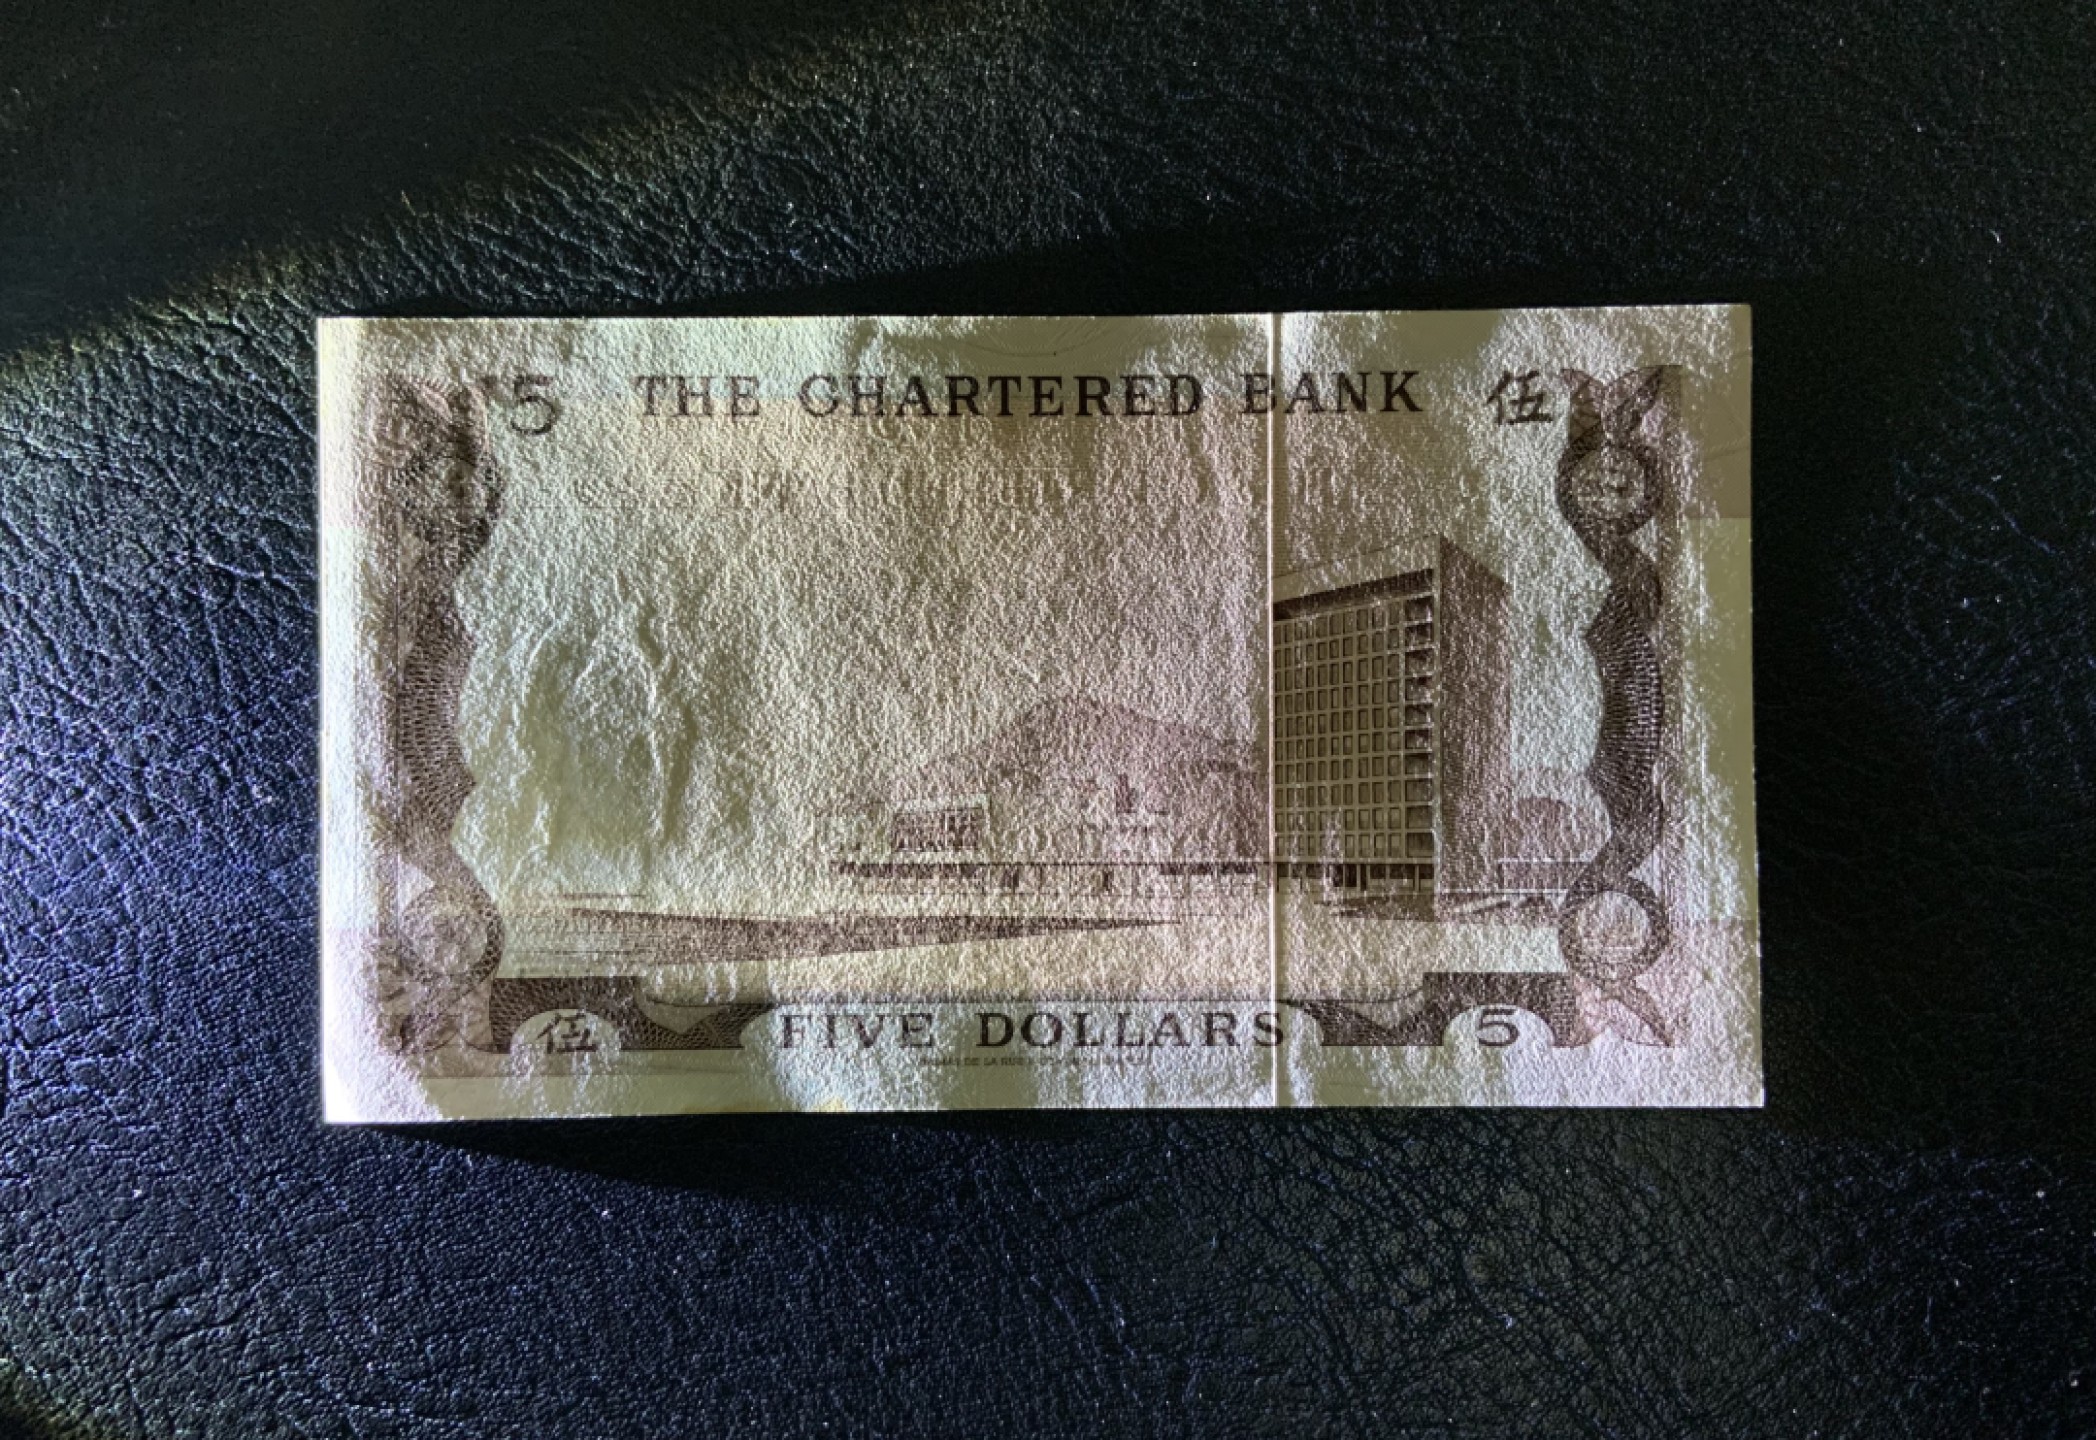 5 THE CHARTERED BANK 伍
伍 FIVE DOLLARS 5